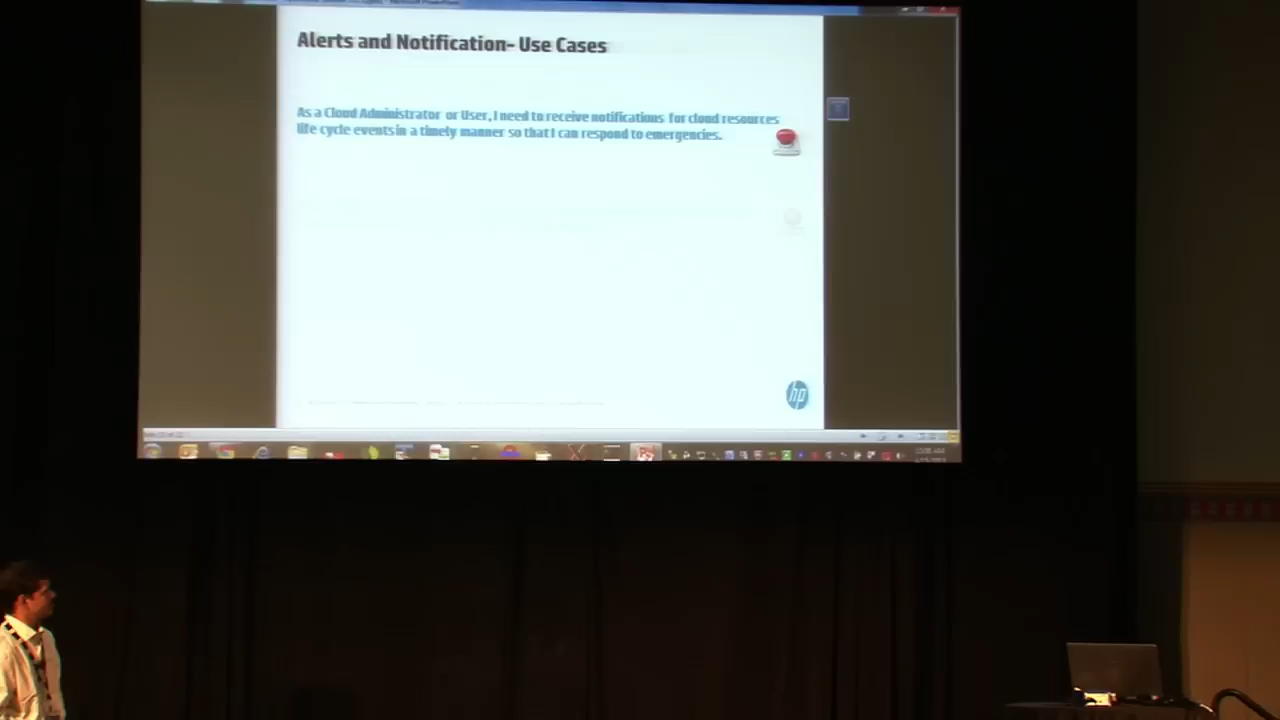 Alerts and Notification- Use Cases
As a Cloud Administrator or User, I need to receive notifications for cloud resources
life cycle events in a timely manner so that I can respond to emergencies.
hp